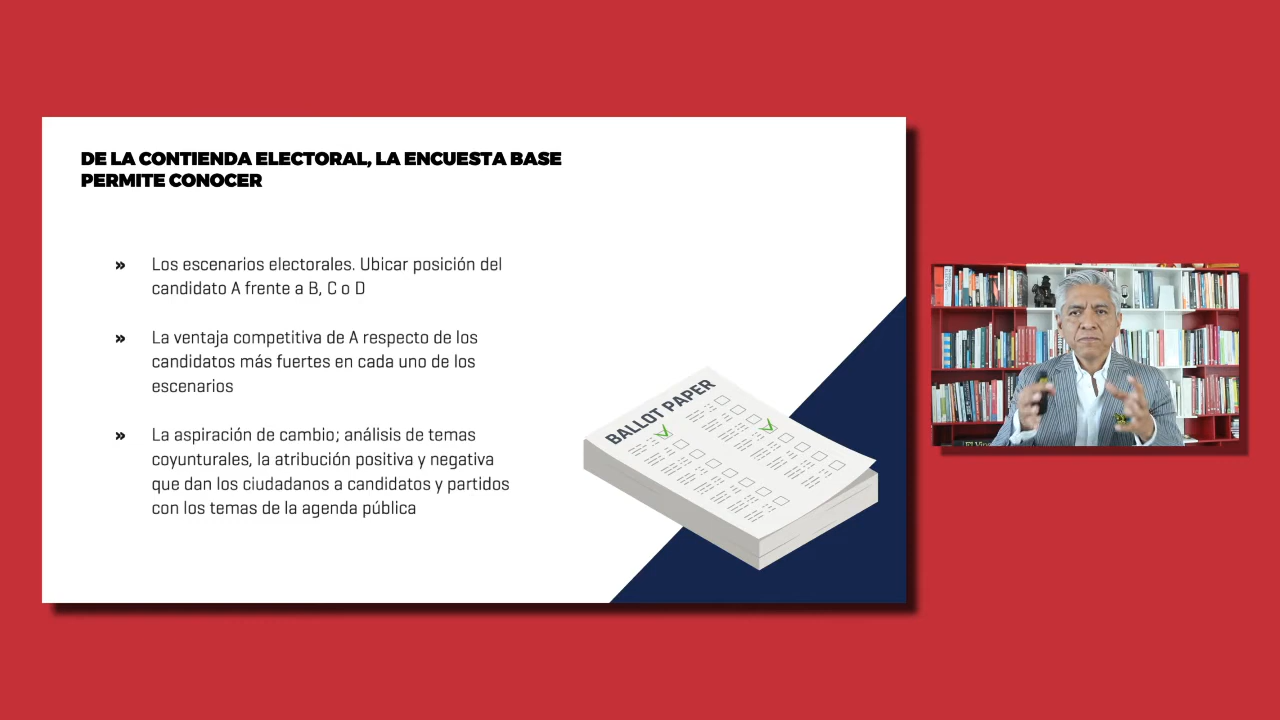 DE LA CONTIENDA ELECTORAL, LA ENCUESTA BASE
PERMITE CONOCER
» Los escenarios electorales. Ubicar posición del
candidato A frente a B, C o D
» La ventaja competitiva de A respecto de los
candidatos más fuertes en cada uno de los
escenarios
» La aspiración de cambio; análisis de temas
coyunturales, la atribución positiva y negativa
que dan los ciudadanos a candidatos y partidos
con los temas de la agenda pública
BALLOT PAPER